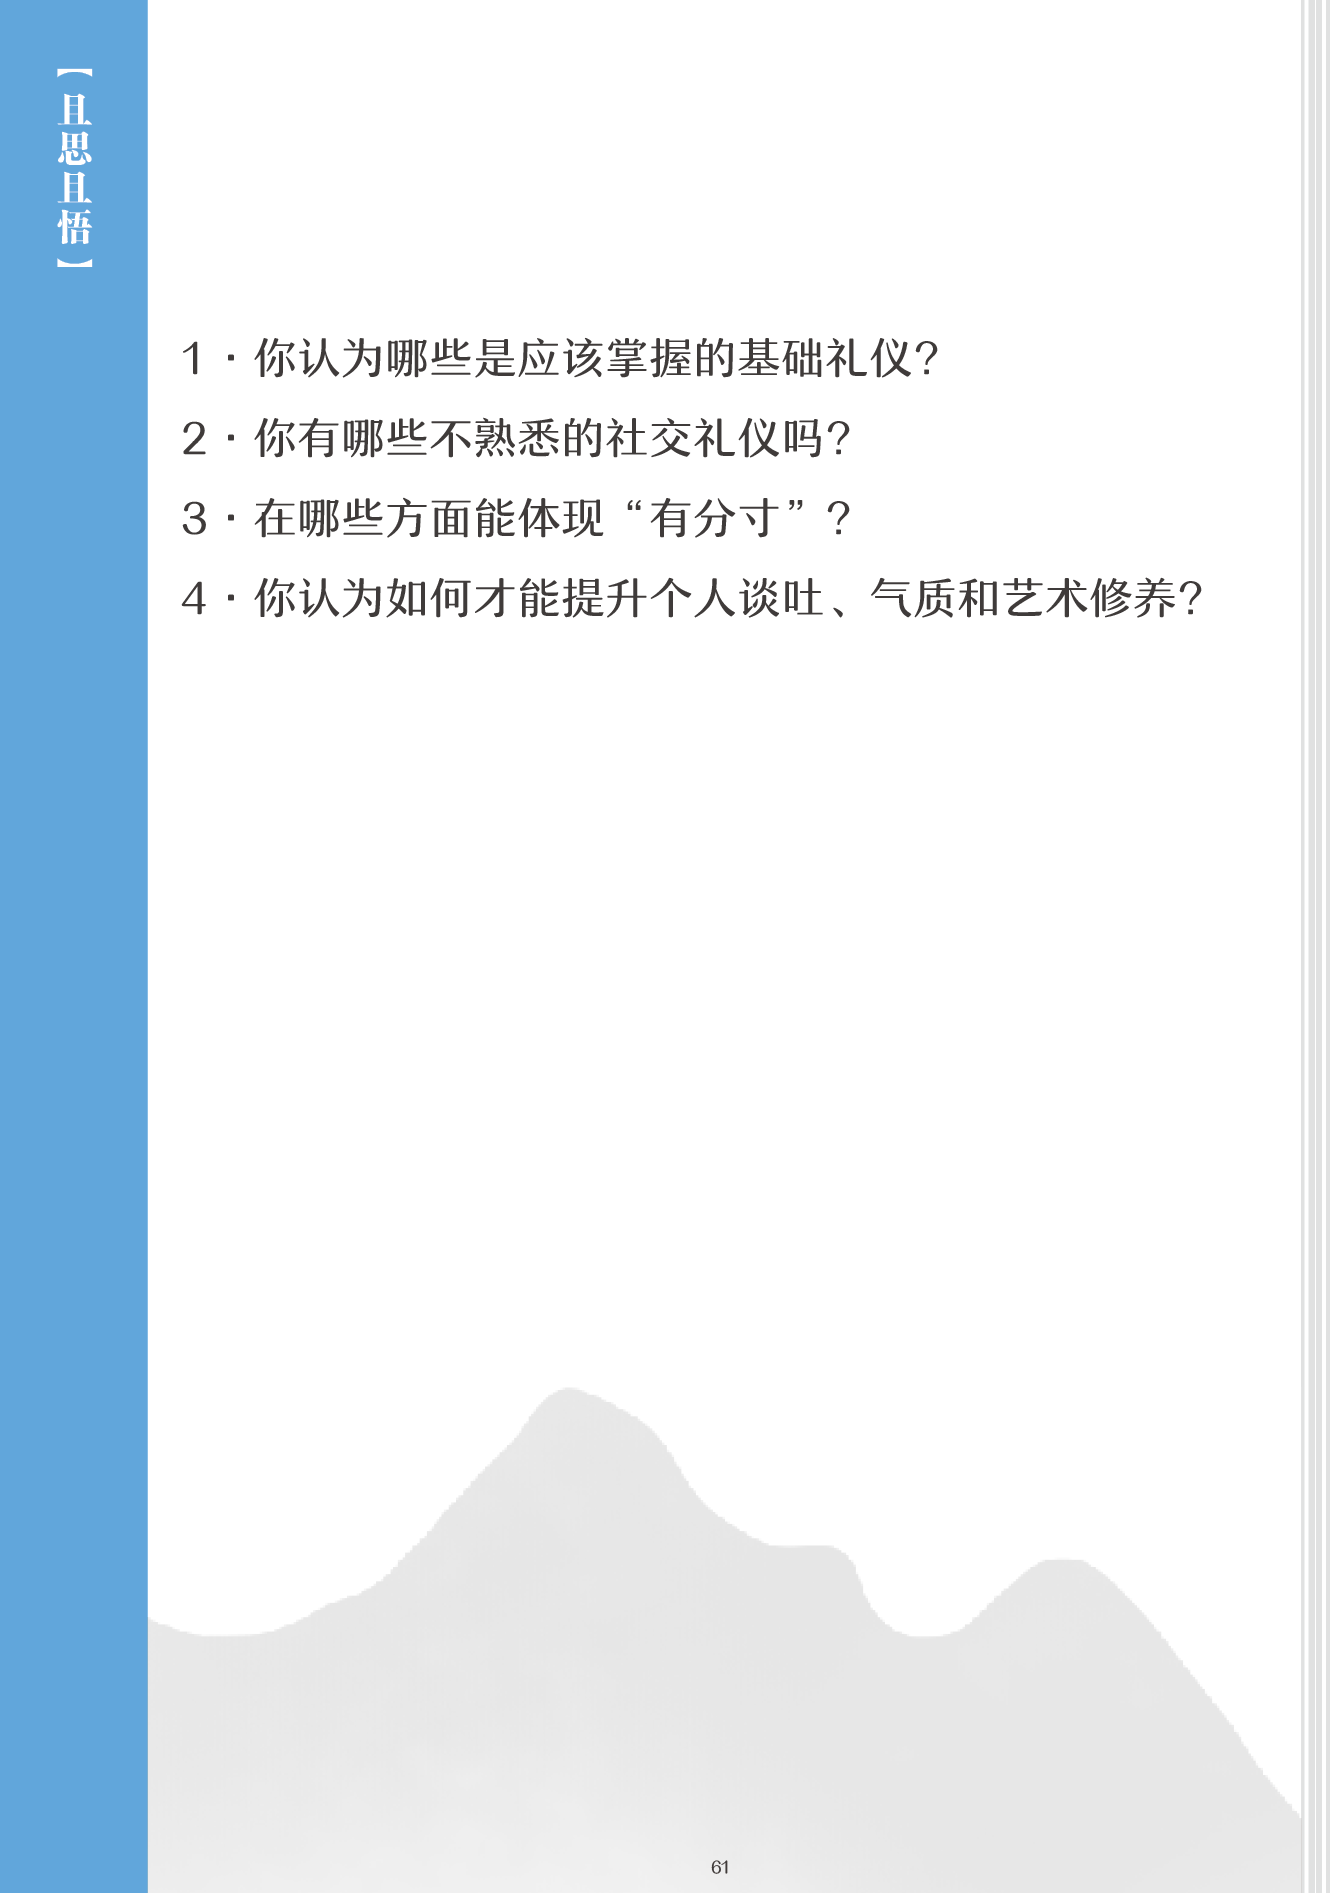 【且思且悟】
1·你认为哪些是应该掌握的基础礼仪?
2·你有哪些不熟悉的社交礼仪吗?
3·在哪些方面能体现“有分寸”?
4·你认为如何才能提升个人谈吐、气质和艺术修养?
61